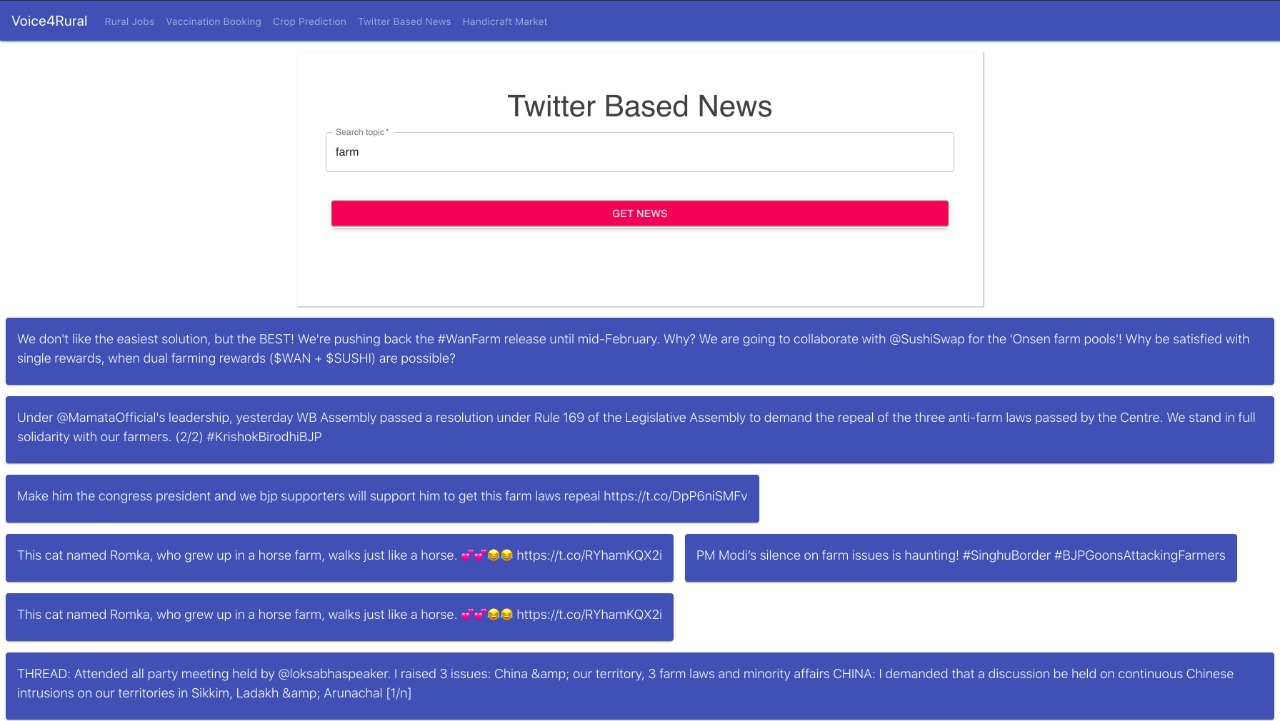 Voice4Rural Rural Jobs Vaccination Booking Crop Prediction Twitter Based News Handicraft Market
Twitter Based News
Search topic *
farm
GET NEWS
We don't like the easiest solution, but the BEST! We're pushing back the #WanFarm release until mid-February. Why? We are going to collaborate with @SushiSwap for the 'Onsen farm pools'! Why be satisfied with
single rewards, when dual farming rewards ($WAN + $SUSHI) are possible?
Under @MamataOfficial's leadership, yesterday WB Assembly passed a resolution under Rule 169 of the Legislative Assembly to demand the repeal of the three anti-farm laws passed by the Centre. We stand in full
solidarity with our farmers. (2/2) #KrishokBirodhiBJP
Make him the congress president and we bjp supporters will support him to get this farm laws repeal https://t.co/DpP6niSMFv
This cat named Romka, who grew up in a horse farm, walks just like a horse. 💕💕😂😂 https://t.co/RYhamKQX2i
PM Modi's silence on farm issues is haunting! #SinghuBorder #BJPGoonsAttackingFarmers
This cat named Romka, who grew up in a horse farm, walks just like a horse. 💕💕😂😂 https://t.co/RYhamKQX2i
THREAD: Attended all party meeting held by @loksabhaspeaker. I raised 3 issues: China &amp; our territory, 3 farm laws and minority affairs CHINA: I demanded that a discussion be held on continuous Chinese
intrusions on our territories in Sikkim, Ladakh &amp; Arunachal [1/n]